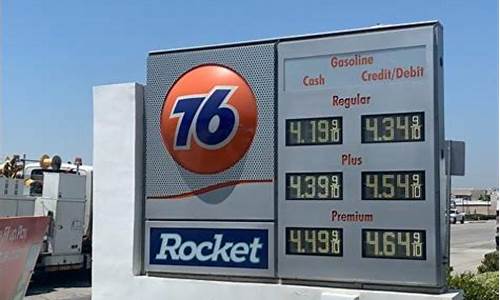 76
Gasoline
Cash Credit/Debit
Regular
4.19 9/10 4.34 9/10
Plus
4.39 9/10 4.54 9/10
Premium
4.49 9/10 4.64 9/10
Rocket